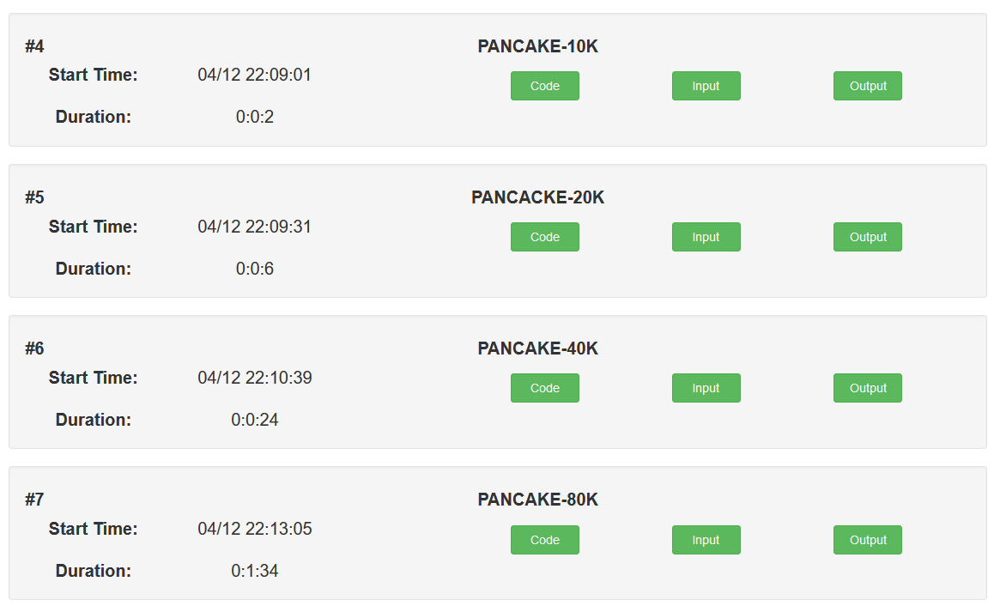 #4
PANCAKE-10K
Start Time: 04/12 22:09:01
Code Input Output
Duration: 0:0:2
#5
PANCACKE-20K
Start Time: 04/12 22:09:31
Code Input Output
Duration: 0:0:6
#6
PANCAKE-40K
Start Time: 04/12 22:10:39
Code Input Output
Duration: 0:0:24
#7
PANCAKE-80K
Start Time: 04/12 22:13:05
Code Input Output
Duration: 0:1:34